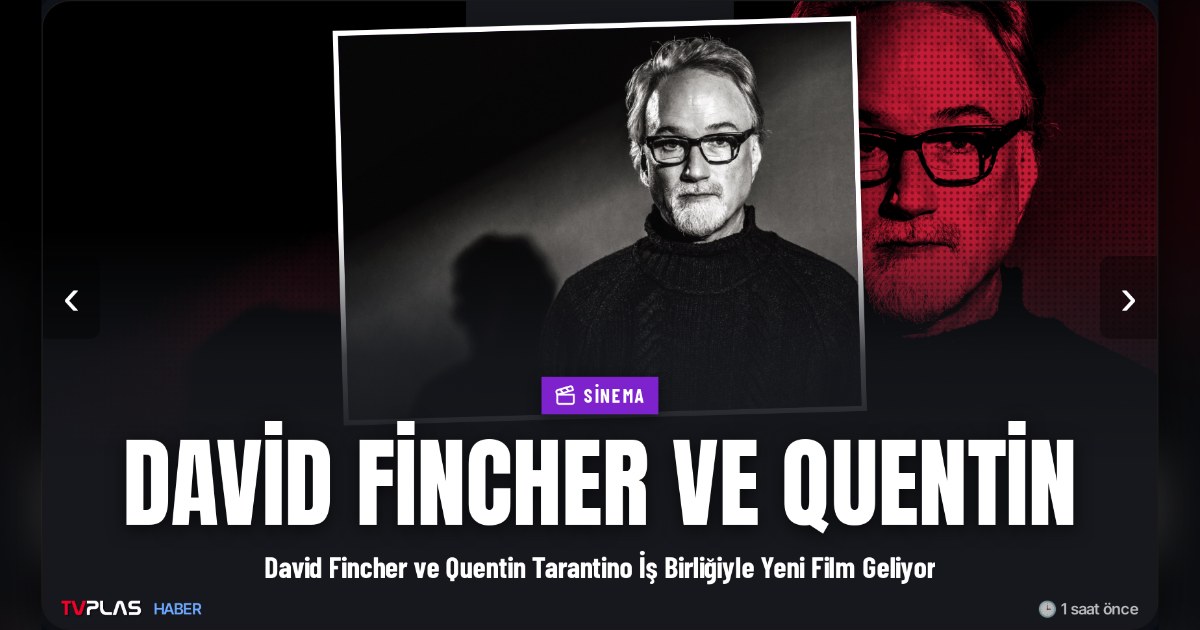 SİNEMA
DAVİD FİNCHER VE QUENTİN
David Fincher ve Quentin Tarantino İş Birliğiyle Yeni Film Geliyor
TVPLAS HABER
1 saat önce